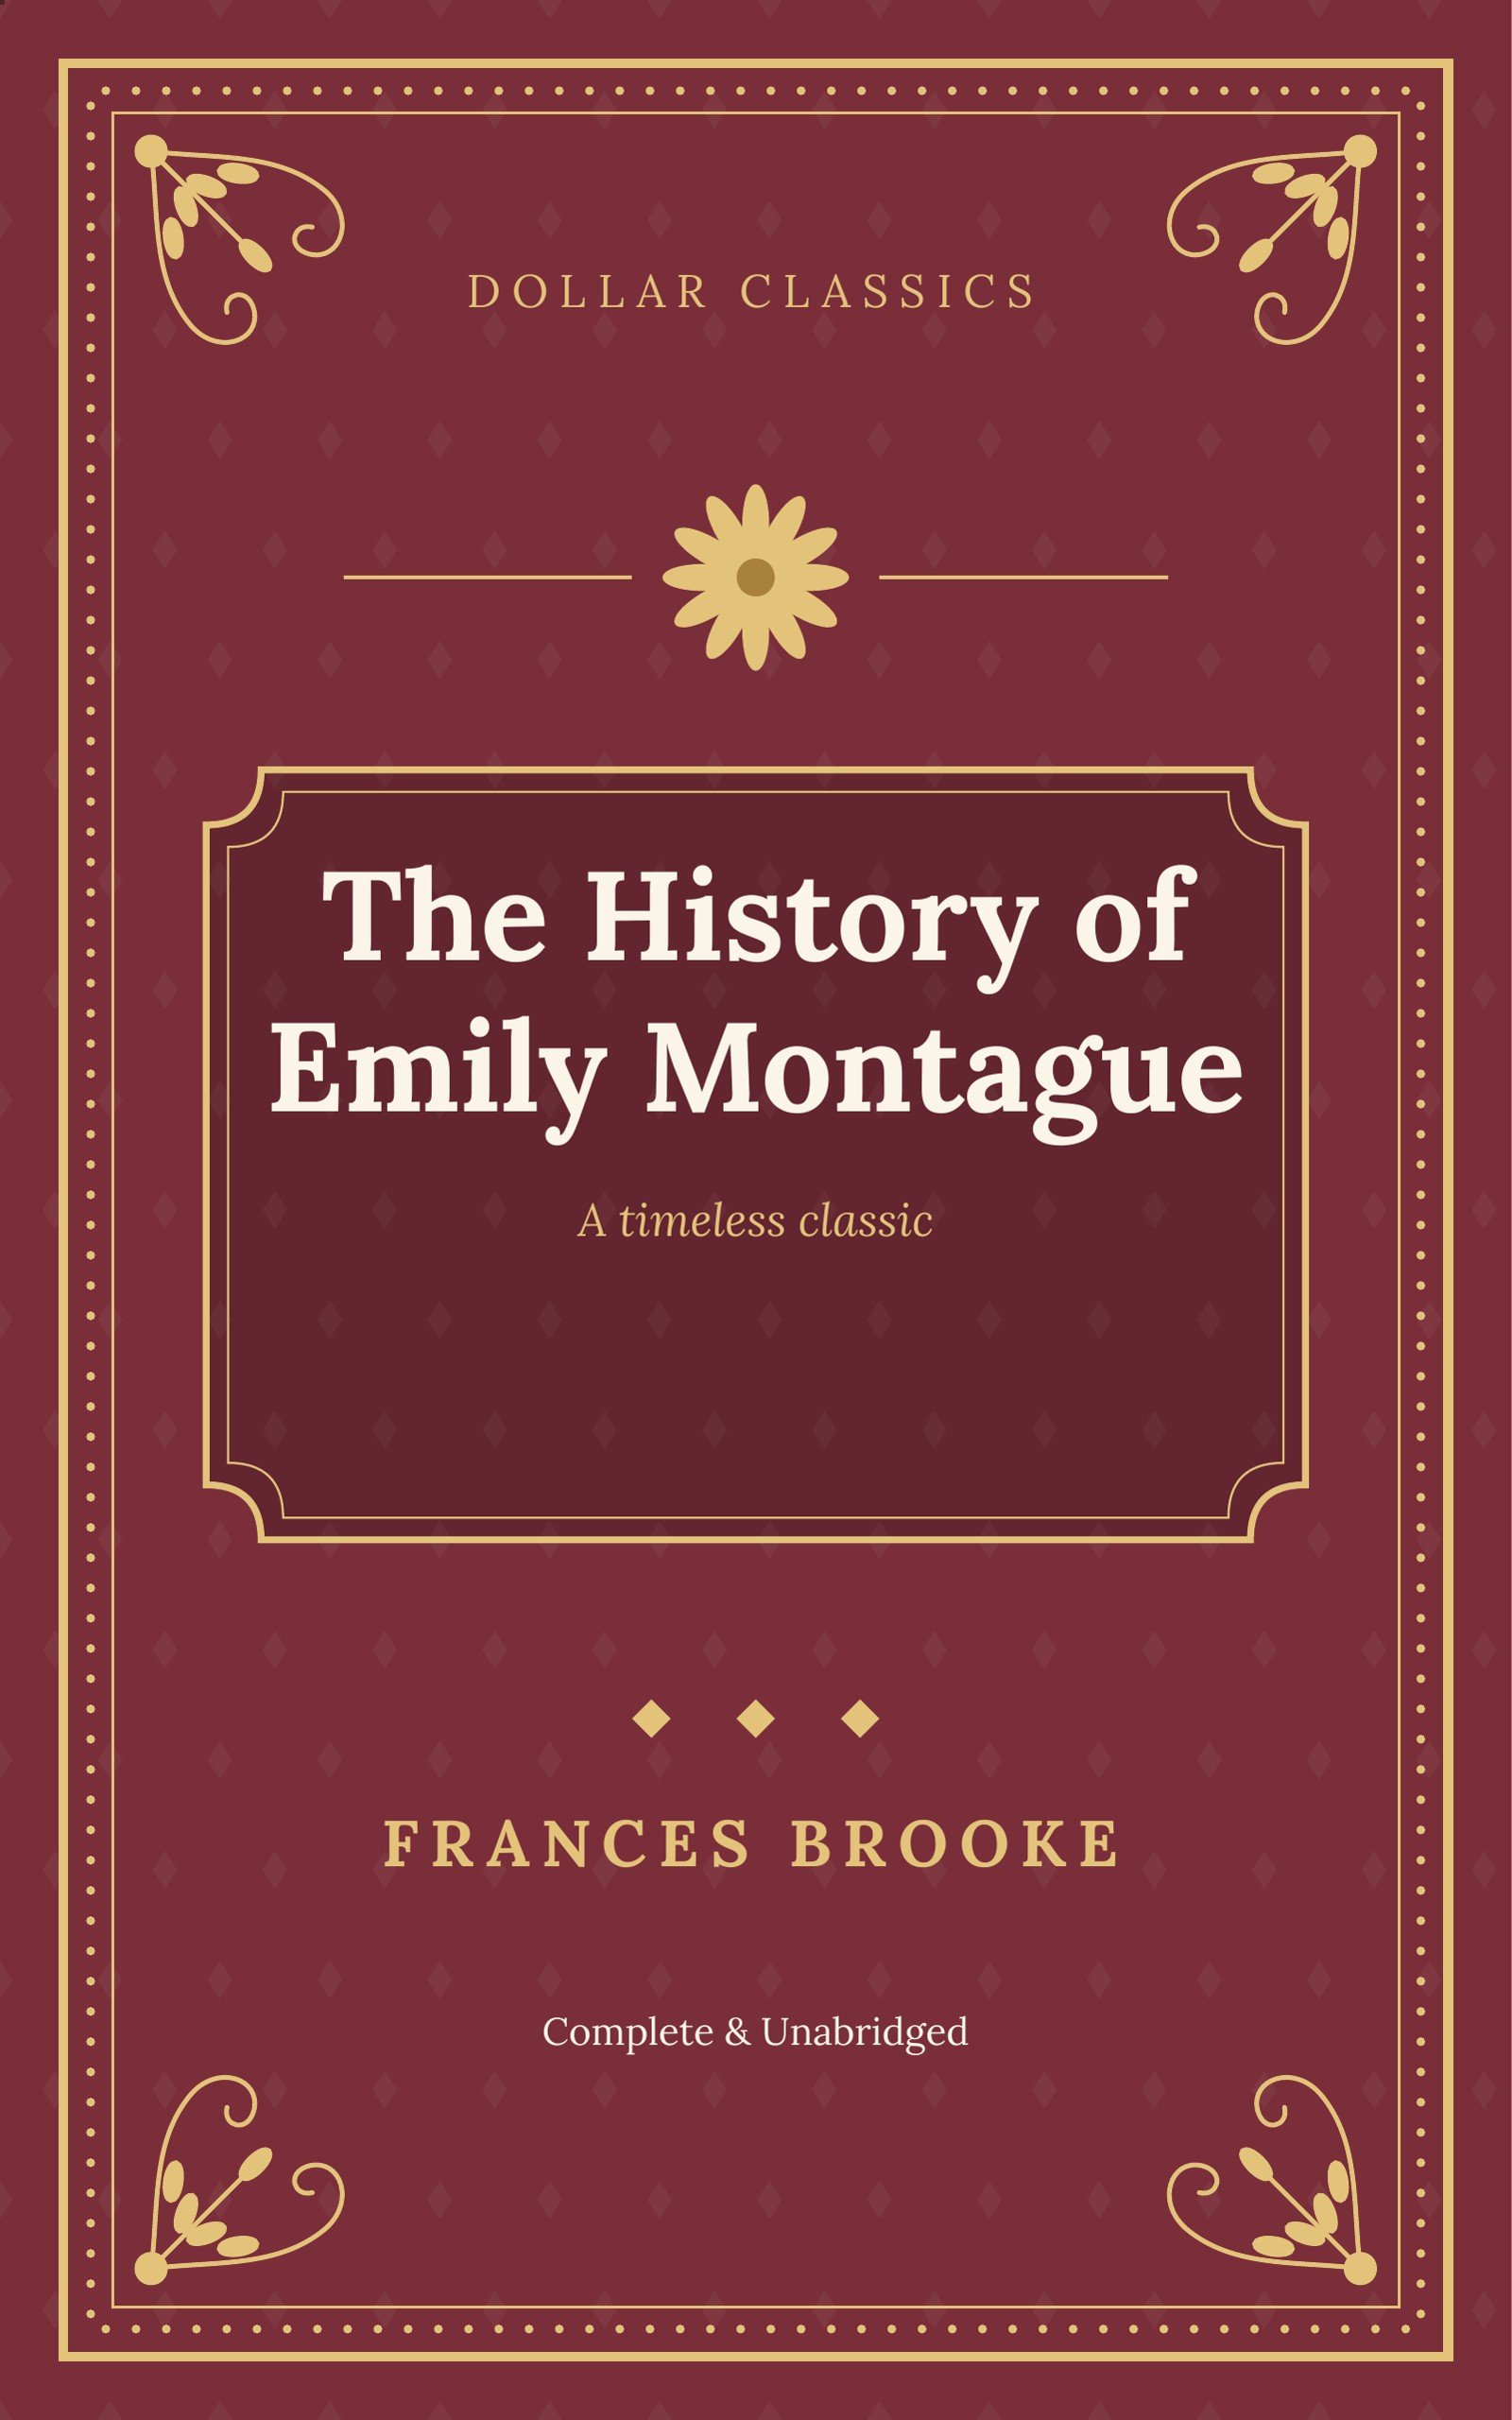 DOLLAR CLASSICS
The History of
Emily Montague
A timeless classic
FRANCES BROOKE
Complete & Unabridged